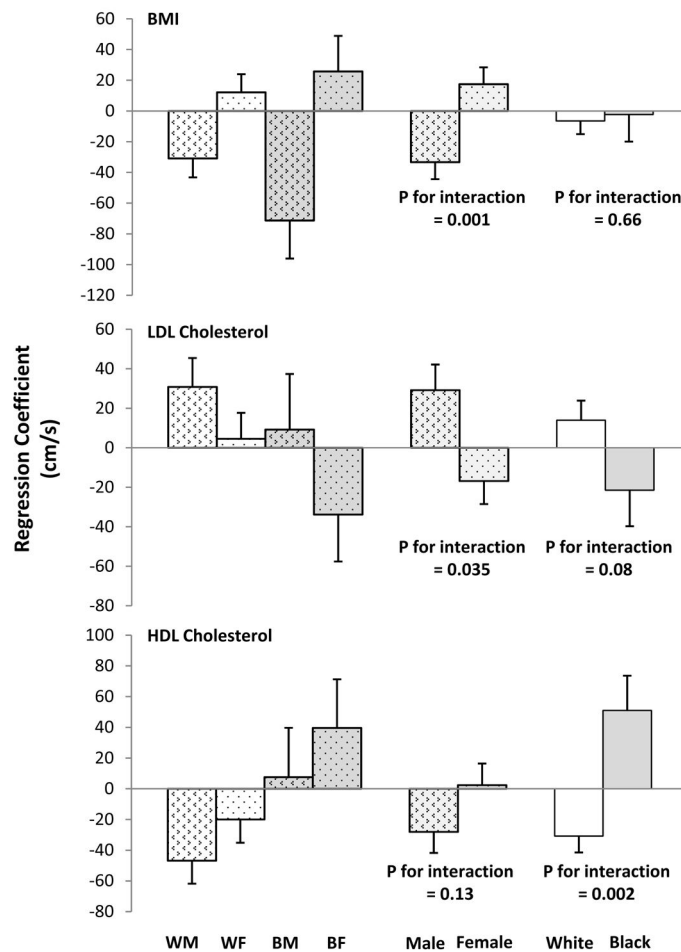 BMI
60
40
20
0
-20
-40
-60
-80
-100
-120
P for interaction
= 0.001
P for interaction
= 0.66
Regression Coefficient
(cm/s)
LDL Cholesterol
60
40
20
0
-20
-40
-60
-80
P for interaction
= 0.035
P for interaction
= 0.08
HDL Cholesterol
100
80
60
40
20
0
-20
-40
-60
-80
P for interaction
= 0.13
P for interaction
= 0.002
WM WF BM BF Male Female White Black